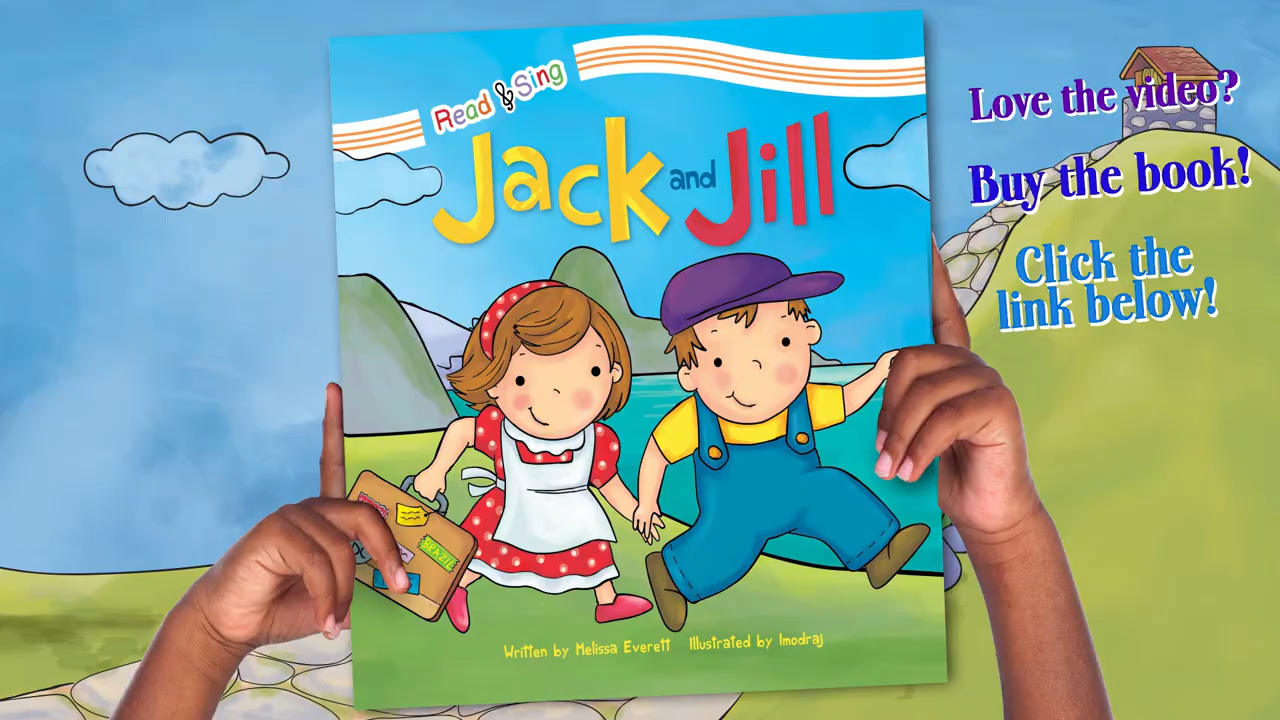 Read & Sing
Jack and Jill
BRAZIL
Written by Melissa Everett Illustrated by Imodraj
Love the video?
Buy the book!
Click the
link below!